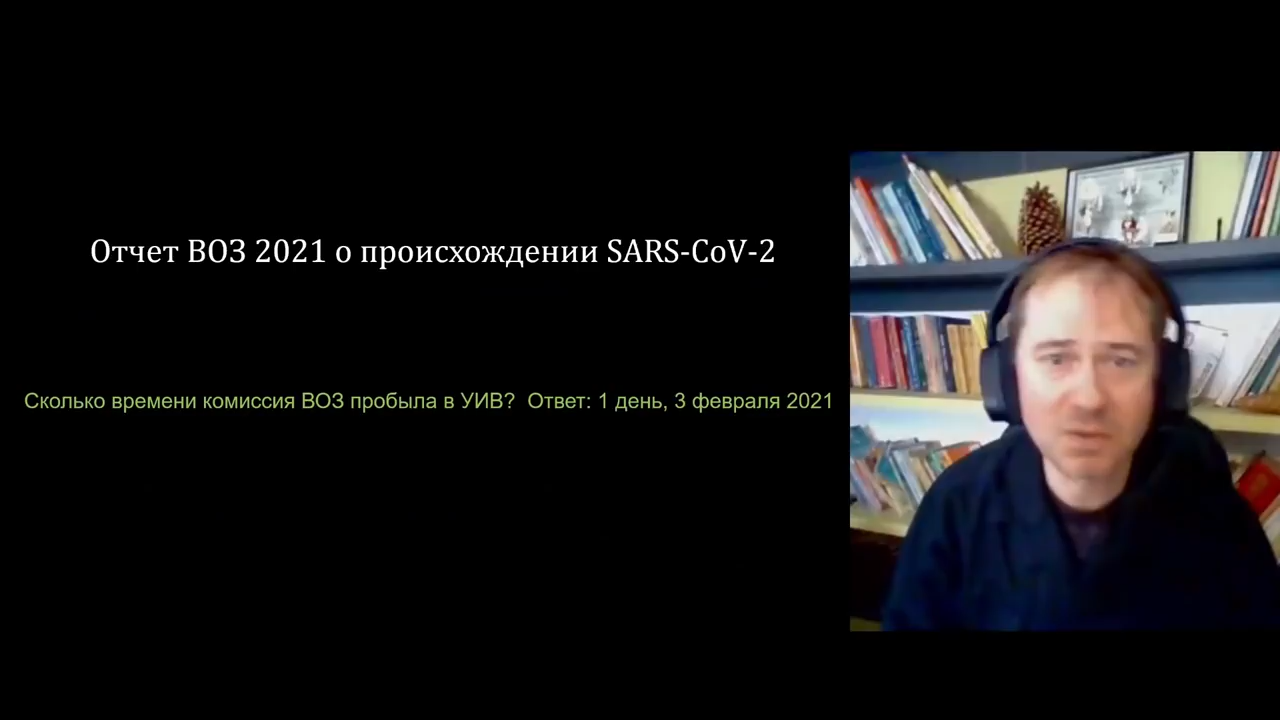 Отчет ВОЗ 2021 о происхождении SARS-CoV-2
Сколько времени комиссия ВОЗ пробыла в УИВ?  Ответ: 1 день, 3 февраля 2021